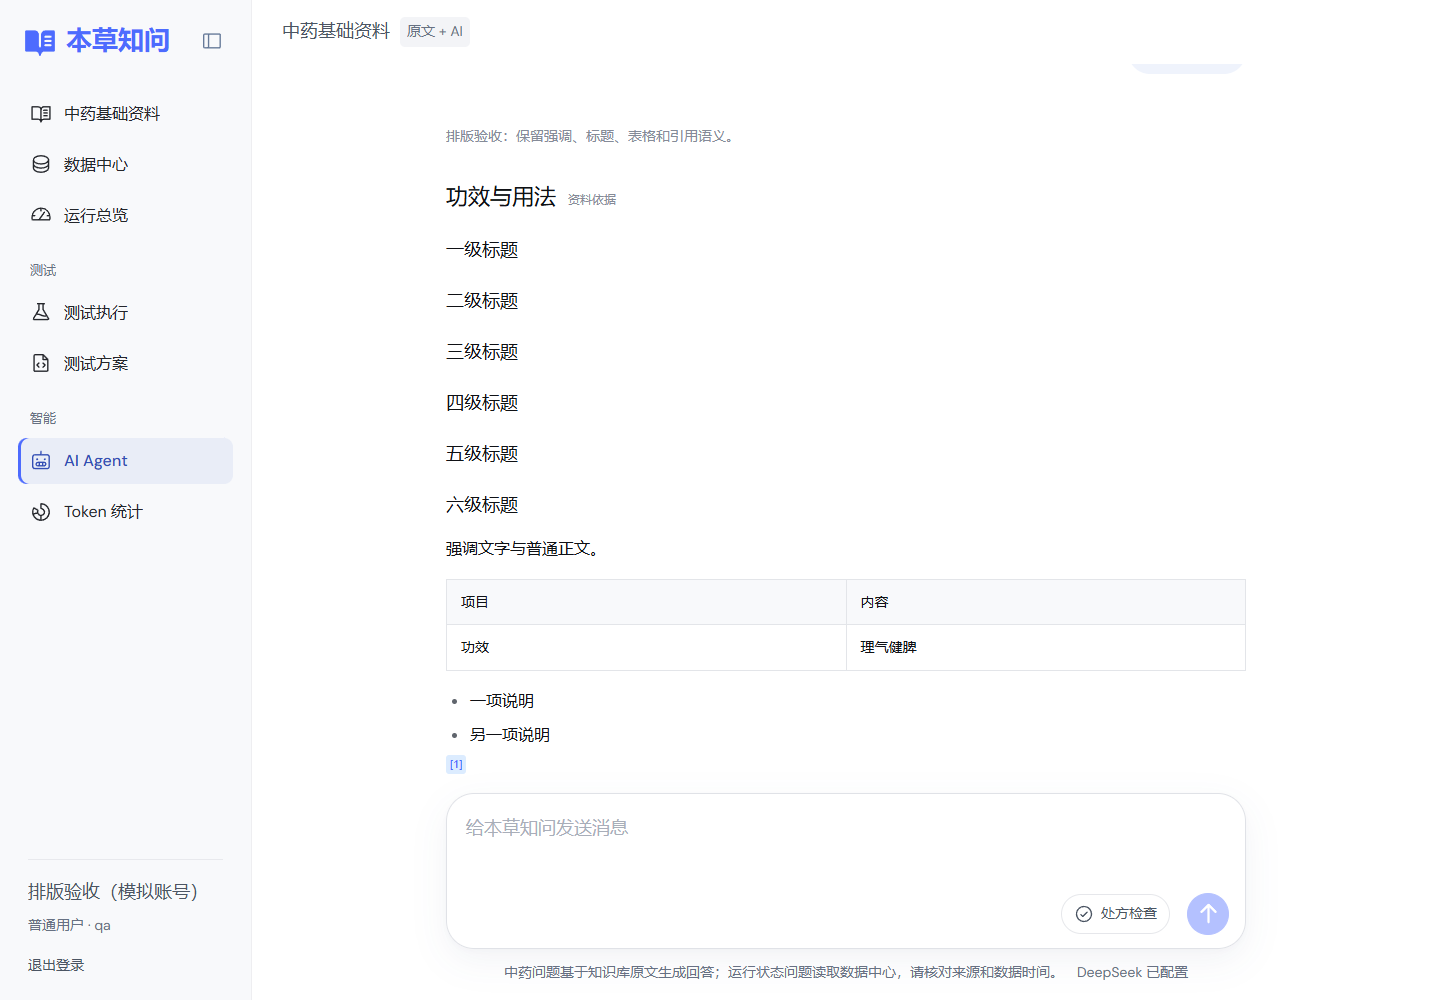 本草知问
中药基础资料
数据中心
运行总览
测试
测试执行
测试方案
智能
AI Agent
Token 统计
排版验收（模拟账号）
普通用户 · qa
退出登录
中药基础资料 原文 + AI
排版验收：保留强调、标题、表格和引用语义。
功效与用法 资料依据
一级标题
二级标题
三级标题
四级标题
五级标题
六级标题
强调文字与普通正文。
项目 内容
功效 理气健脾
一项说明
另一项说明
[1]
给本草知问发送消息
处方检查
中药问题基于知识库原文生成回答；运行状态问题读取数据中心，请核对来源和数据时间。 DeepSeek 已配置